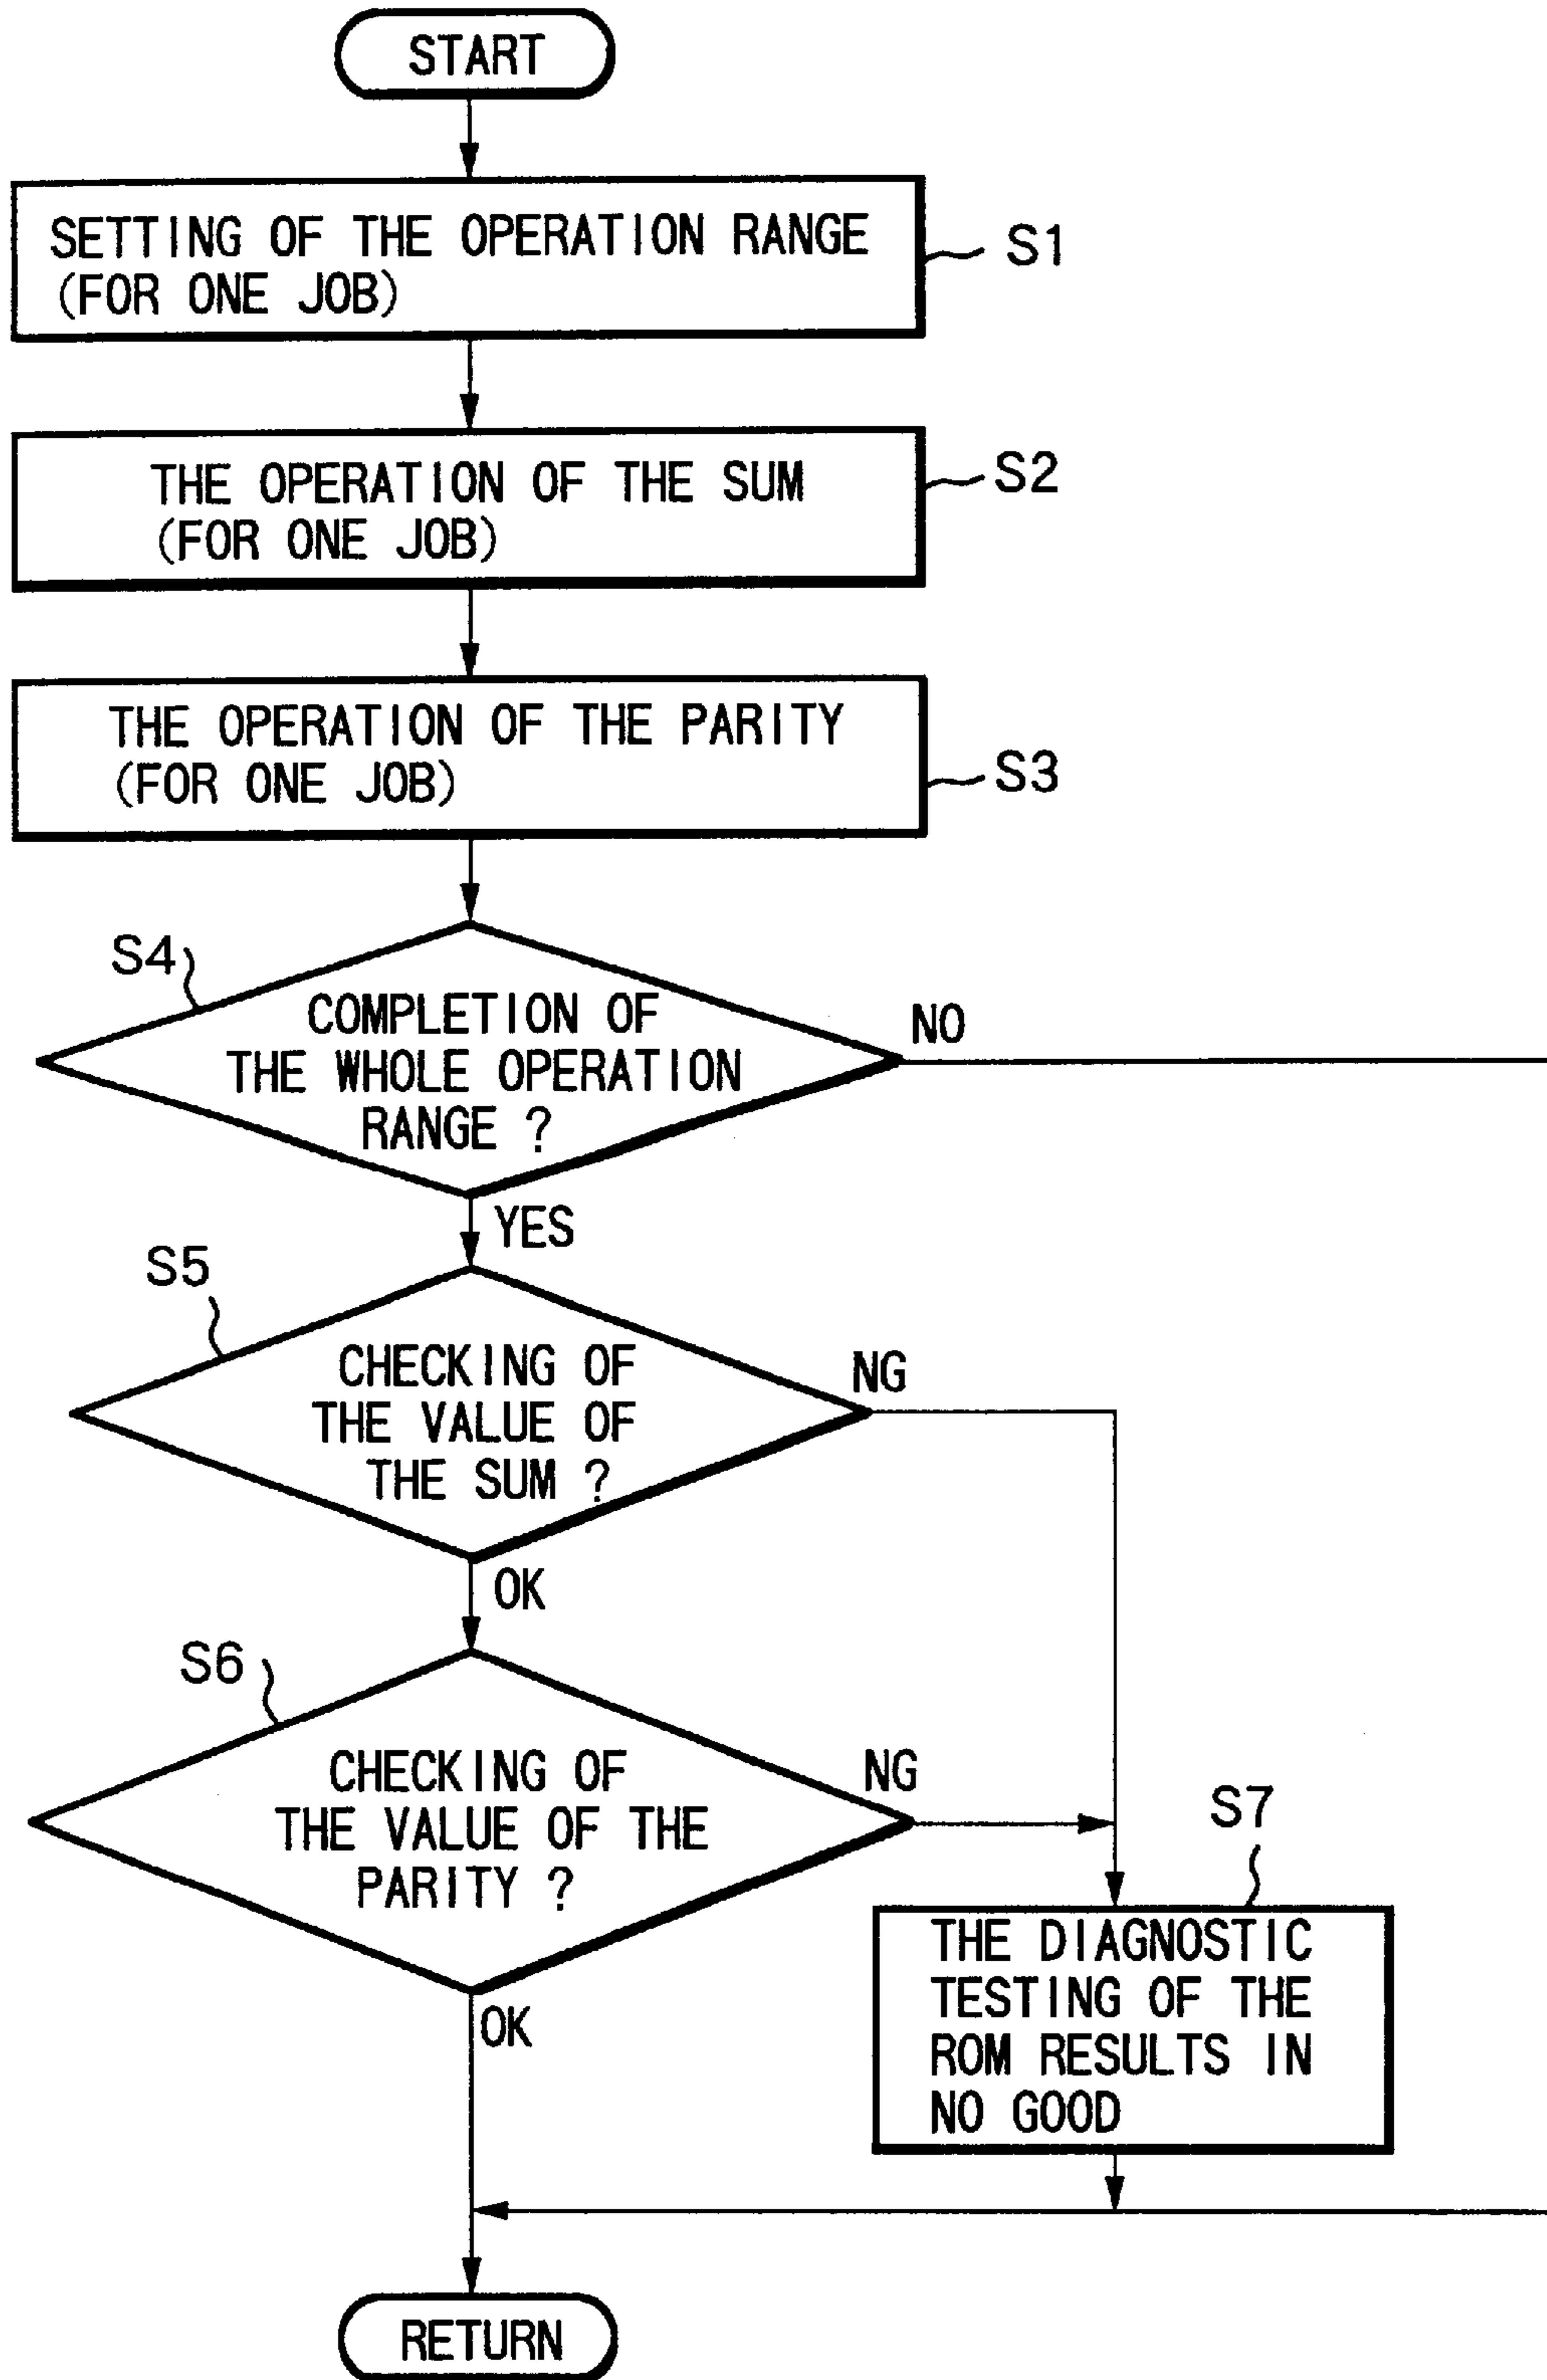 START
SETTING OF THE OPERATION RANGE
(FOR ONE JOB)
S1
THE OPERATION OF THE SUM
(FOR ONE JOB)
S2
THE OPERATION OF THE PARITY
(FOR ONE JOB)
S3
S4
COMPLETION OF
THE WHOLE OPERATION
RANGE ?
NO
YES
S5
CHECKING OF
THE VALUE OF
THE SUM ?
NG
OK
S6
CHECKING OF
THE VALUE OF THE
PARITY ?
NG
OK
S7
THE DIAGNOSTIC
TESTING OF THE
ROM RESULTS IN
NO GOOD
RETURN